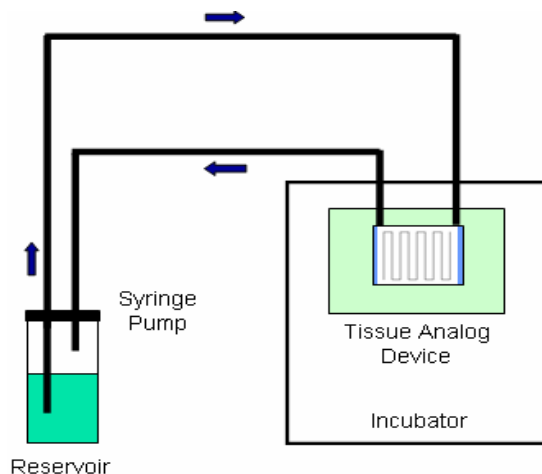 Syringe
Pump
Tissue Analog
Device
Incubator
Reservoir